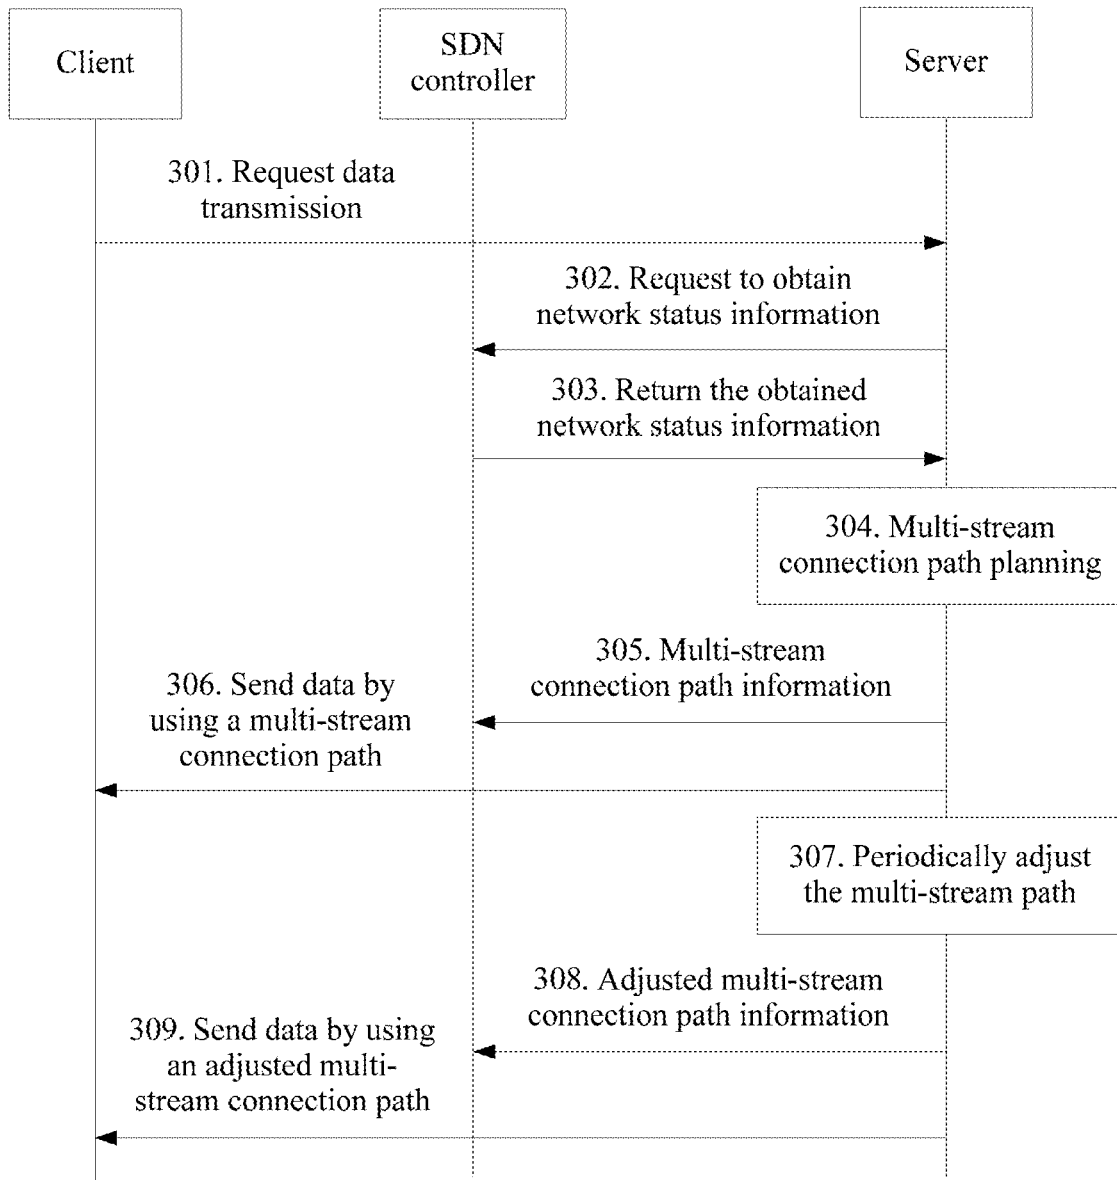 Client
SDN
controller
Server
301. Request data
transmission
302. Request to obtain
network status information
303. Return the obtained
network status information
304. Multi-stream
connection path planning
305. Multi-stream
connection path information
306. Send data by
using a multi-stream
connection path
307. Periodically adjust
the multi-stream path
308. Adjusted multi-stream
connection path information
309. Send data by using
an adjusted multi-
stream connection path